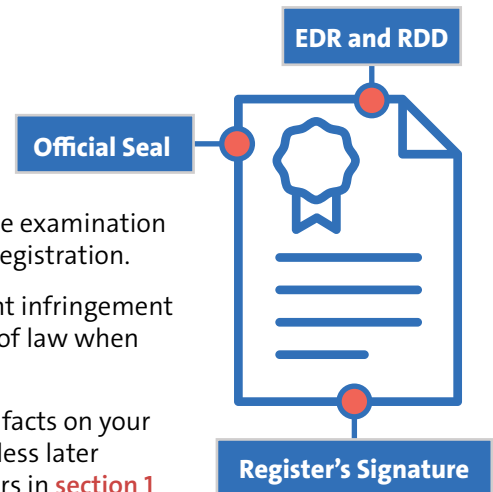 EDR and RDD
Official Seal
e examination
egistration.
nt infringement
of law when
facts on your
less later
rs in section 1
Register's Signature